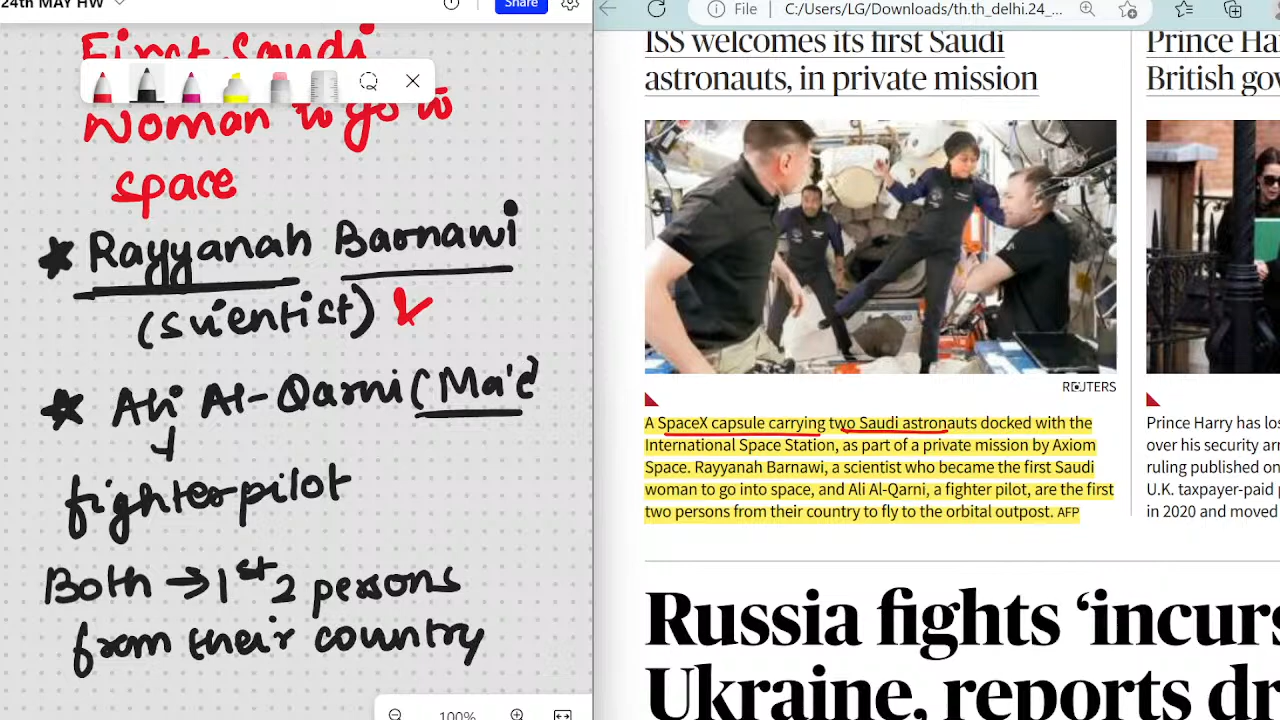 24th MAY HW
Share
First Saudi
Woman to go to
space
Rayyanah Barnawi
(scientist)
Ali Al-Qarni (Ma'e
fighter pilot
Both → 1st 2 persons
from their country
100%
File
C:/Users/LG/Downloads/th.th_delhi.24_...
ISS welcomes its first Saudi
astronauts, in private mission
REUTERS
A SpaceX capsule carrying two Saudi astronauts docked with the
International Space Station, as part of a private mission by Axiom
Space. Rayyanah Barnawi, a scientist who became the first Saudi
woman to go into space, and Ali Al-Qarni, a fighter pilot, are the first
two persons from their country to fly to the orbital outpost. AFP
Prince Ha
British gov
Prince Harry has los
over his security ar
ruling published on
U.K. taxpayer-paid p
in 2020 and moved
Russia fights ‘incurs
Ukraine, reports dr